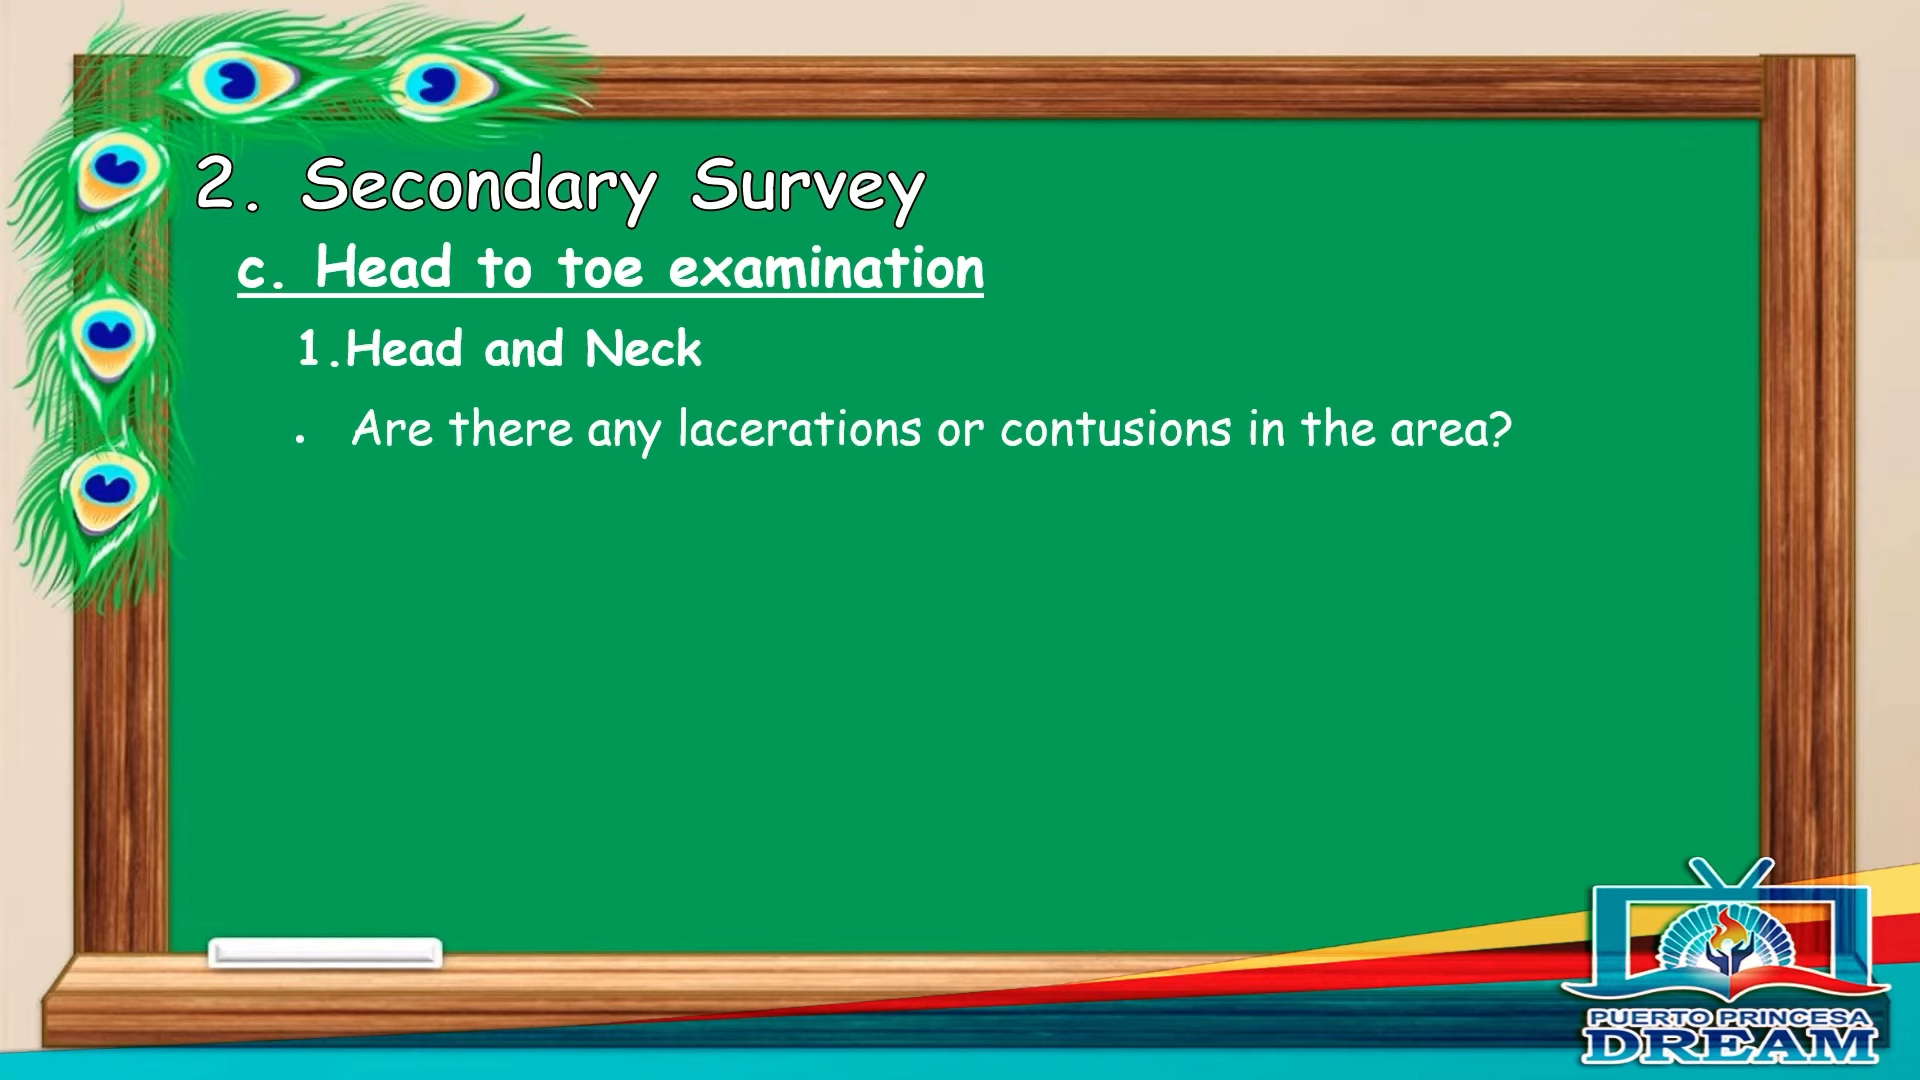 2. Secondary Survey
c. Head to toe examination
1.Head and Neck
• Are there any lacerations or contusions in the area?
PUERTO PRINCESA
DREAM